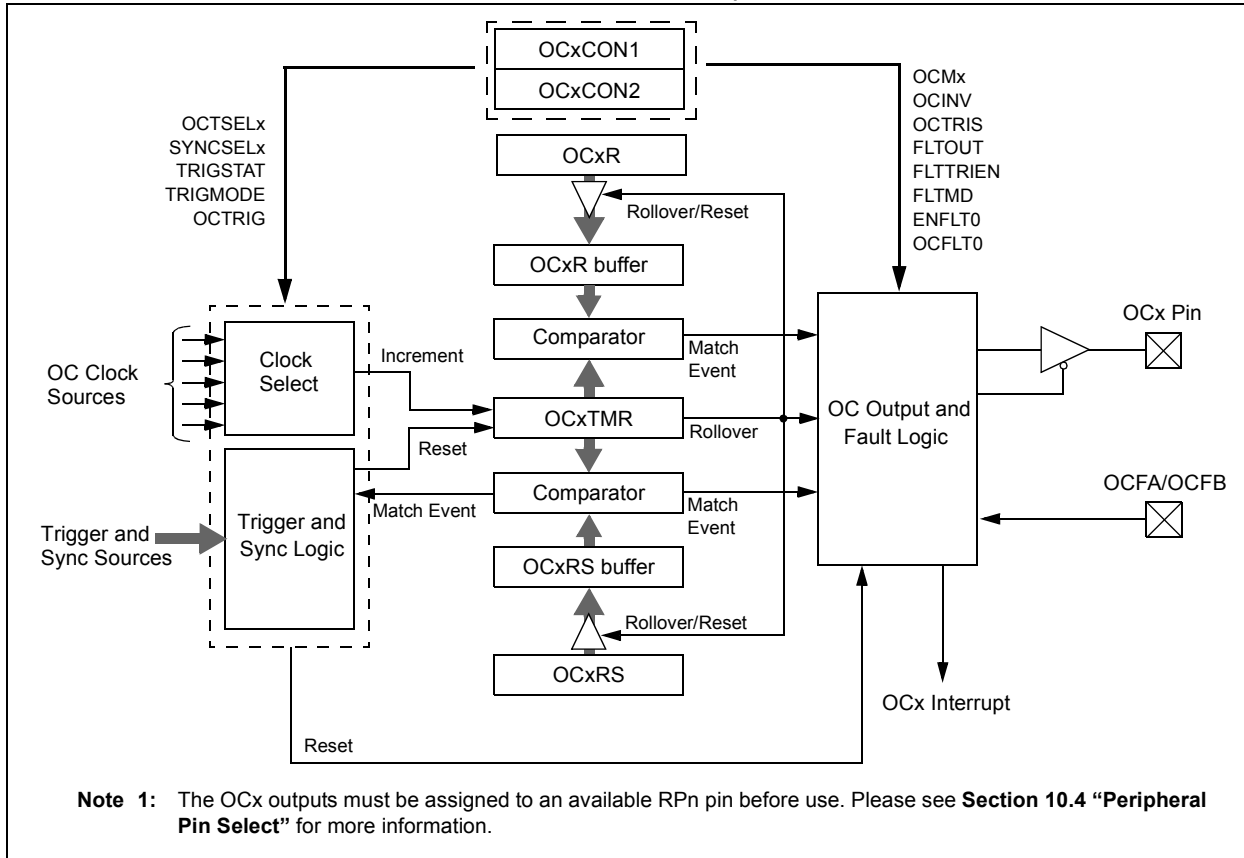 OCxCON1
OCxCON2
OCMx
OCINV
OCTRIS
FLTOUT
FLTTRIEN
FLTMD
ENFLT0
OCFLT0
OCTSELx
SYNCSELx
TRIGSTAT
TRIGMODE
OCTRIG
OCxR
Rollover/Reset
OCxR buffer
OC Clock
Sources
Clock
Select
Increment
Comparator
Match
Event
OCx Pin
OCxTMR
Rollover
Reset
OC Output and
Fault Logic
Trigger and
Sync Sources
Trigger and
Sync Logic
Match Event
Comparator
Match
Event
OCFA/OCFB
OCxRS buffer
Rollover/Reset
OCxRS
OCx Interrupt
Reset
Note 1: The OCx outputs must be assigned to an available RPn pin before use. Please see Section 10.4 “Peripheral
Pin Select” for more information.